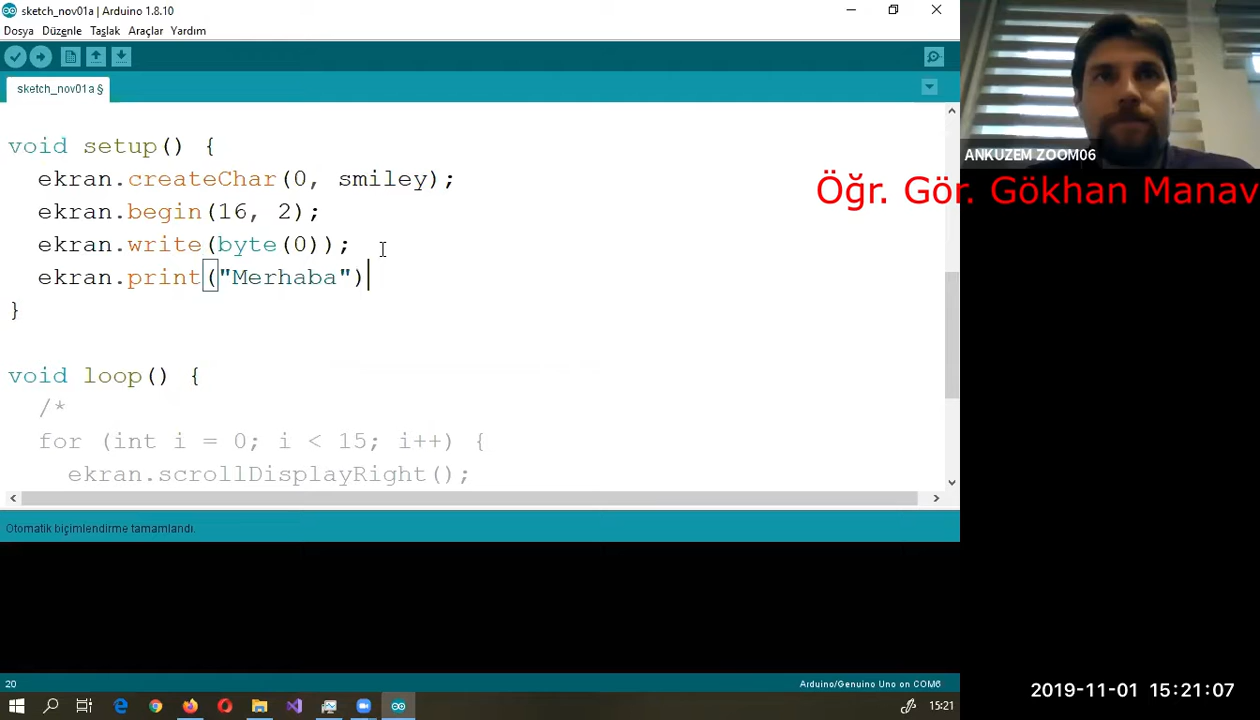 sketch_nov01a | Arduino 1.8.10
Dosya Düzenle Taslak Araçlar Yardım
sketch_nov01a §
void setup() {
ekran.createChar(0, smiley);
ekran.begin(16, 2);
ekran.write(byte(0));
ekran.print("Merhaba")
}
void loop() {
/*
for (int i = 0; i < 15; i++) {
ekran.scrollDisplayRight();
Otomatik biçimlendirme tamamlandı.
20
Arduino/Genuino Uno on COM6
15:21
ANKUZEM ZOOM06
Öğr. Gör. Gökhan Manav
2019-11-01 15:21:07